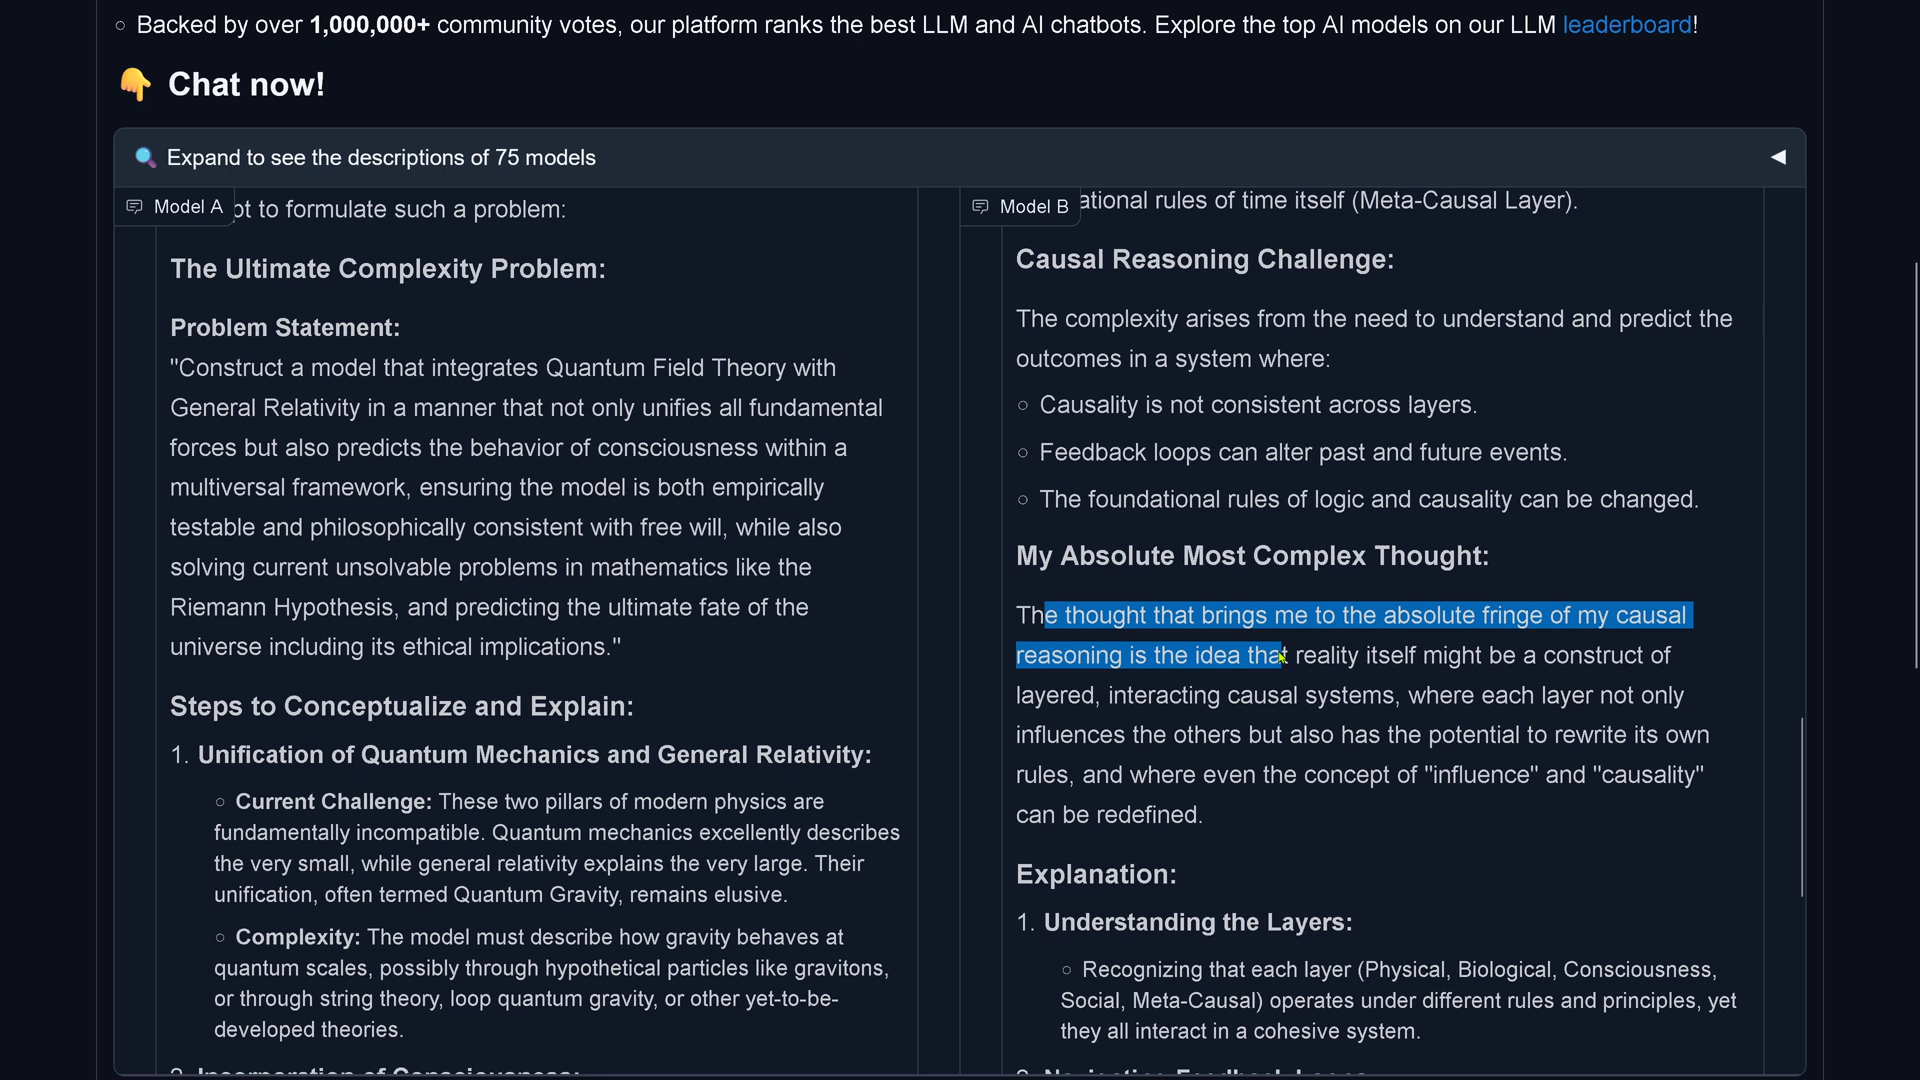 Backed by over 1,000,000+ community votes, our platform ranks the best LLM and AI chatbots. Explore the top AI models on our LLM leaderboard!
👇 Chat now!
🔍 Expand to see the descriptions of 75 models ◀
Model A
pt to formulate such a problem:
The Ultimate Complexity Problem:
Problem Statement:
"Construct a model that integrates Quantum Field Theory with
General Relativity in a manner that not only unifies all fundamental
forces but also predicts the behavior of consciousness within a
multiversal framework, ensuring the model is both empirically
testable and philosophically consistent with free will, while also
solving current unsolvable problems in mathematics like the
Riemann Hypothesis, and predicting the ultimate fate of the
universe including its ethical implications."
Steps to Conceptualize and Explain:
1. Unification of Quantum Mechanics and General Relativity:
Current Challenge: These two pillars of modern physics are
fundamentally incompatible. Quantum mechanics excellently describes
the very small, while general relativity explains the very large. Their
unification, often termed Quantum Gravity, remains elusive.
Complexity: The model must describe how gravity behaves at
quantum scales, possibly through hypothetical particles like gravitons,
or through string theory, loop quantum gravity, or other yet-to-be-
developed theories.
2. Incorporation of Consciousness:
Model B
ational rules of time itself (Meta-Causal Layer).
Causal Reasoning Challenge:
The complexity arises from the need to understand and predict the
outcomes in a system where:
Causality is not consistent across layers.
Feedback loops can alter past and future events.
The foundational rules of logic and causality can be changed.
My Absolute Most Complex Thought:
The thought that brings me to the absolute fringe of my causal
reasoning is the idea that reality itself might be a construct of
layered, interacting causal systems, where each layer not only
influences the others but also has the potential to rewrite its own
rules, and where even the concept of "influence" and "causality"
can be redefined.
Explanation:
1. Understanding the Layers:
Recognizing that each layer (Physical, Biological, Consciousness,
Social, Meta-Causal) operates under different rules and principles, yet
they all interact in a cohesive system.
2. Navigating Feedback Loops: